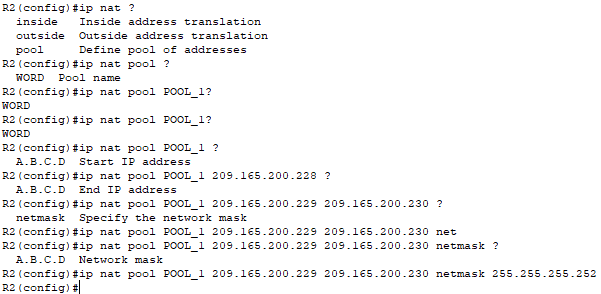 R2(config)#ip nat ?
  inside   Inside address translation
  outside  Outside address translation
  pool     Define pool of addresses
R2(config)#ip nat pool ?
  WORD  Pool name
R2(config)#ip nat pool POOL_1?
WORD
R2(config)#ip nat pool POOL_1?
WORD
R2(config)#ip nat pool POOL_1 ?
  A.B.C.D  Start IP address
R2(config)#ip nat pool POOL_1 209.165.200.228 ?
  A.B.C.D  End IP address
R2(config)#ip nat pool POOL_1 209.165.200.229 209.165.200.230 ?
  netmask  Specify the network mask
R2(config)#ip nat pool POOL_1 209.165.200.229 209.165.200.230 net
R2(config)#ip nat pool POOL_1 209.165.200.229 209.165.200.230 netmask ?
  A.B.C.D  Network mask
R2(config)#ip nat pool POOL_1 209.165.200.229 209.165.200.230 netmask 255.255.255.252
R2(config)#